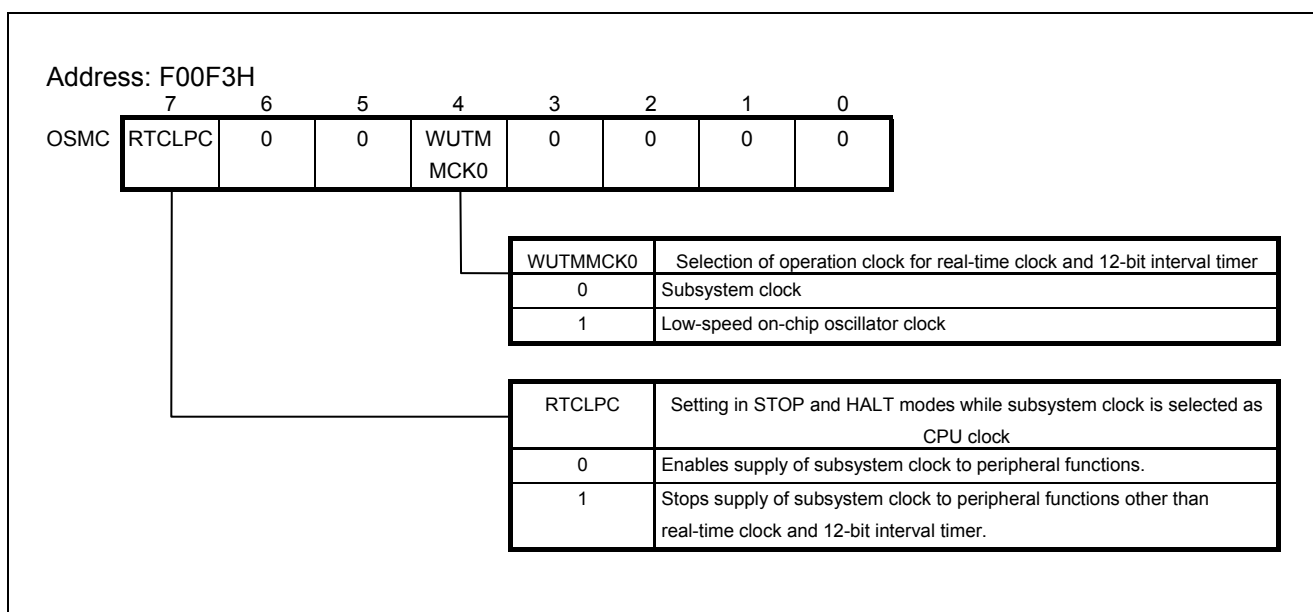 Address: F00F3H
7 6 5 4 3 2 1 0
OSMC RTCLPC 0 0 WUTM 0 0 0 0
MCK0
WUTMMCK0 Selection of operation clock for real-time clock and 12-bit interval timer
0 Subsystem clock
1 Low-speed on-chip oscillator clock
RTCLPC Setting in STOP and HALT modes while subsystem clock is selected as
CPU clock
0 Enables supply of subsystem clock to peripheral functions.
1 Stops supply of subsystem clock to peripheral functions other than
real-time clock and 12-bit interval timer.